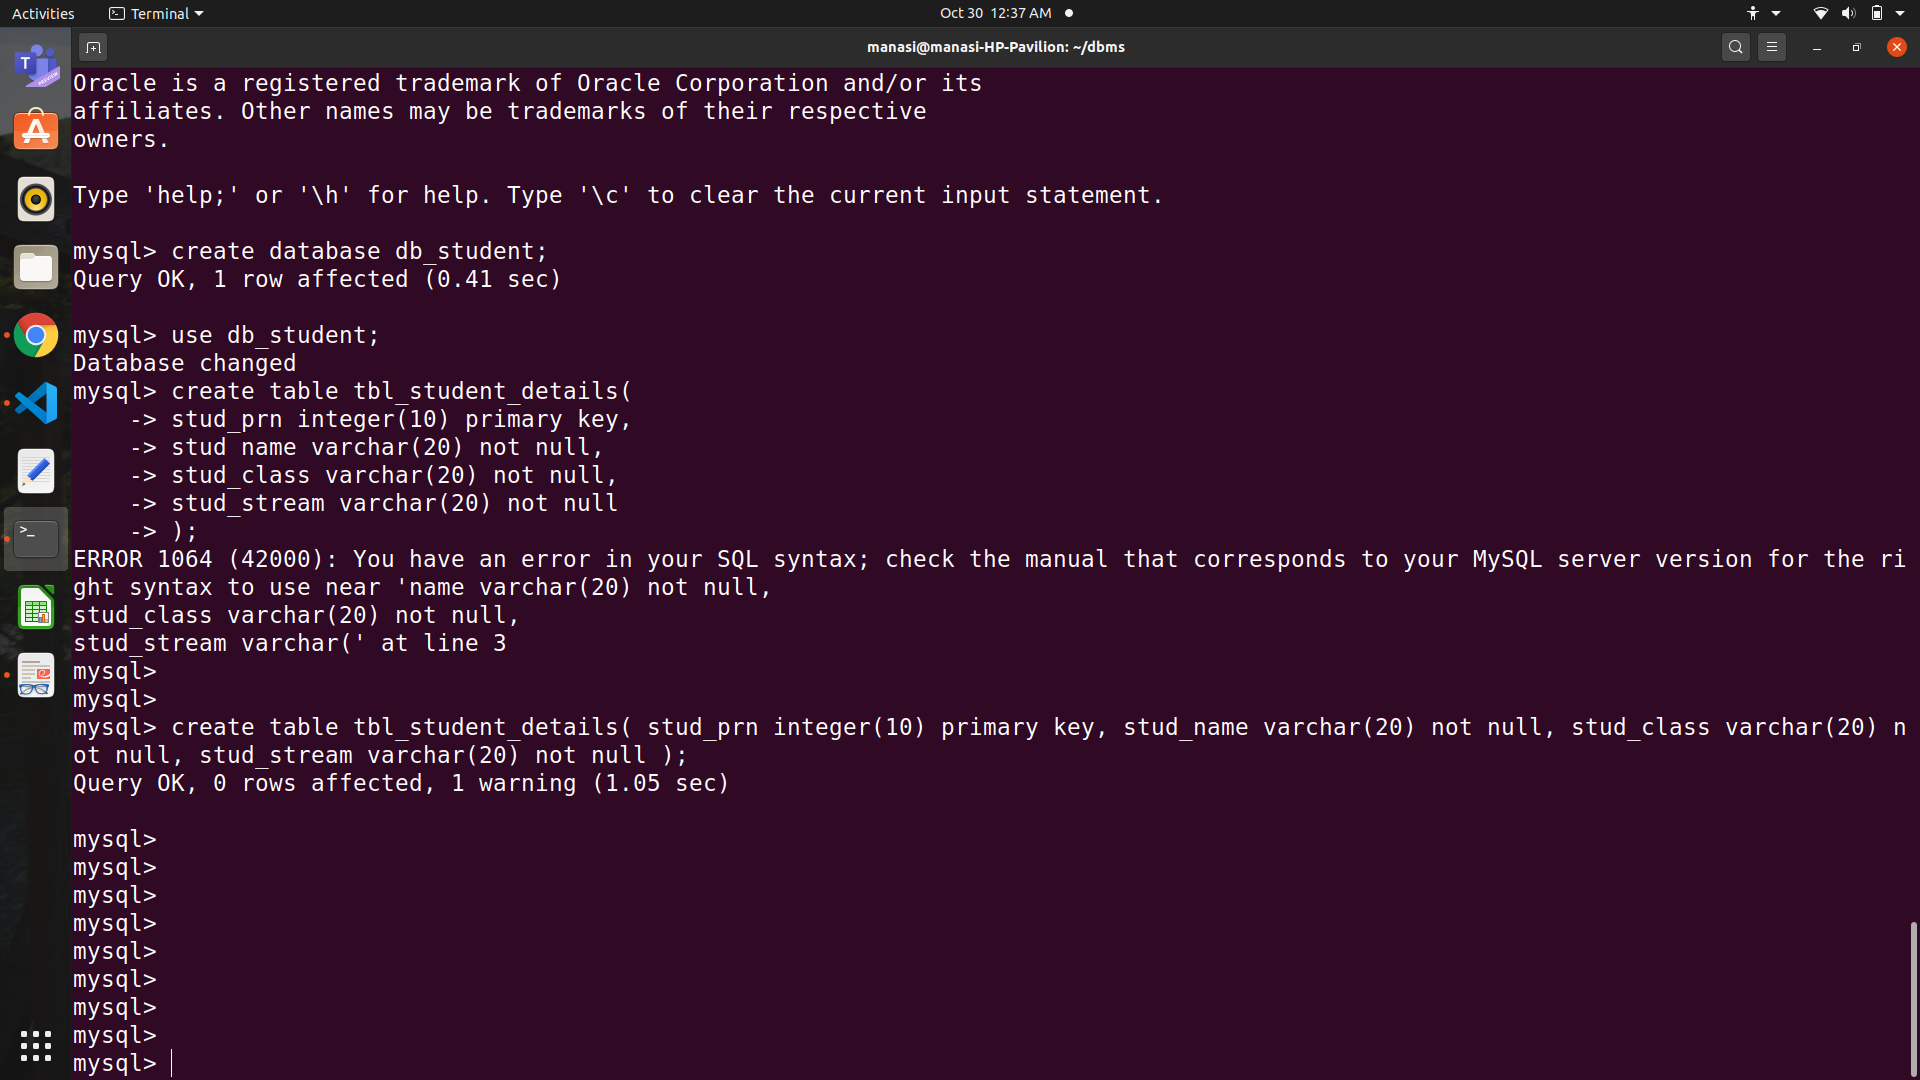 Activities Terminal Oct 30 12:37 AM
manasi@manasi-HP-Pavilion: ~/dbms
Oracle is a registered trademark of Oracle Corporation and/or its
affiliates. Other names may be trademarks of their respective
owners.
Type 'help;' or '\h' for help. Type '\c' to clear the current input statement.
mysql> create database db_student;
Query OK, 1 row affected (0.41 sec)
mysql> use db_student;
Database changed
mysql> create table tbl_student_details(
    -> stud_prn integer(10) primary key,
    -> stud name varchar(20) not null,
    -> stud_class varchar(20) not null,
    -> stud_stream varchar(20) not null
    -> );
ERROR 1064 (42000): You have an error in your SQL syntax; check the manual that corresponds to your MySQL server version for the ri
ght syntax to use near 'name varchar(20) not null,
stud_class varchar(20) not null,
stud_stream varchar(' at line 3
mysql>
mysql>
mysql> create table tbl_student_details( stud_prn integer(10) primary key, stud_name varchar(20) not null, stud_class varchar(20) n
ot null, stud_stream varchar(20) not null );
Query OK, 0 rows affected, 1 warning (1.05 sec)
mysql>
mysql>
mysql>
mysql>
mysql>
mysql>
mysql>
mysql>
mysql>